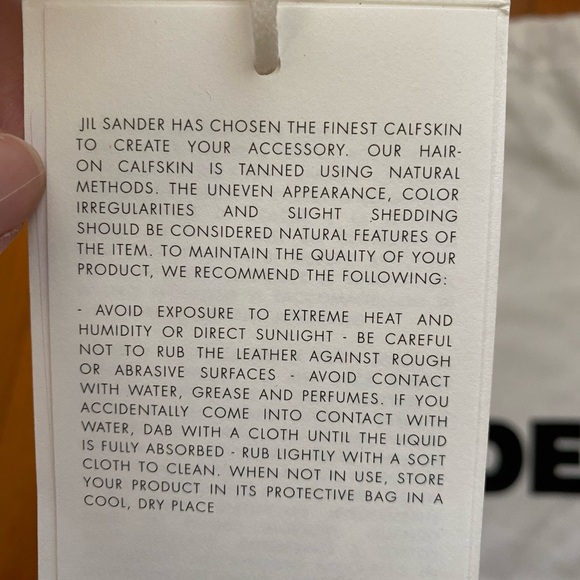 JIL SANDER HAS CHOSEN THE FINEST CALFSKIN
TO CREATE YOUR ACCESSORY. OUR HAIR-
ON CALFSKIN IS TANNED USING NATURAL
METHODS. THE UNEVEN APPEARANCE, COLOR
IRREGULARITIES AND SLIGHT SHEDDING
SHOULD BE CONSIDERED NATURAL FEATURES OF
THE ITEM. TO MAINTAIN THE QUALITY OF YOUR
PRODUCT, WE RECOMMEND THE FOLLOWING:
- AVOID EXPOSURE TO EXTREME HEAT AND
HUMIDITY OR DIRECT SUNLIGHT - BE CAREFUL
NOT TO RUB THE LEATHER AGAINST ROUGH
OR ABRASIVE SURFACES - AVOID CONTACT
WITH WATER, GREASE AND PERFUMES. IF YOU
ACCIDENTALLY COME INTO CONTACT WITH
WATER, DAB WITH A CLOTH UNTIL THE LIQUID
IS FULLY ABSORBED - RUB LIGHTLY WITH A SOFT
CLOTH TO CLEAN. WHEN NOT IN USE, STORE
YOUR PRODUCT IN ITS PROTECTIVE BAG IN A
COOL, DRY PLACE
DE